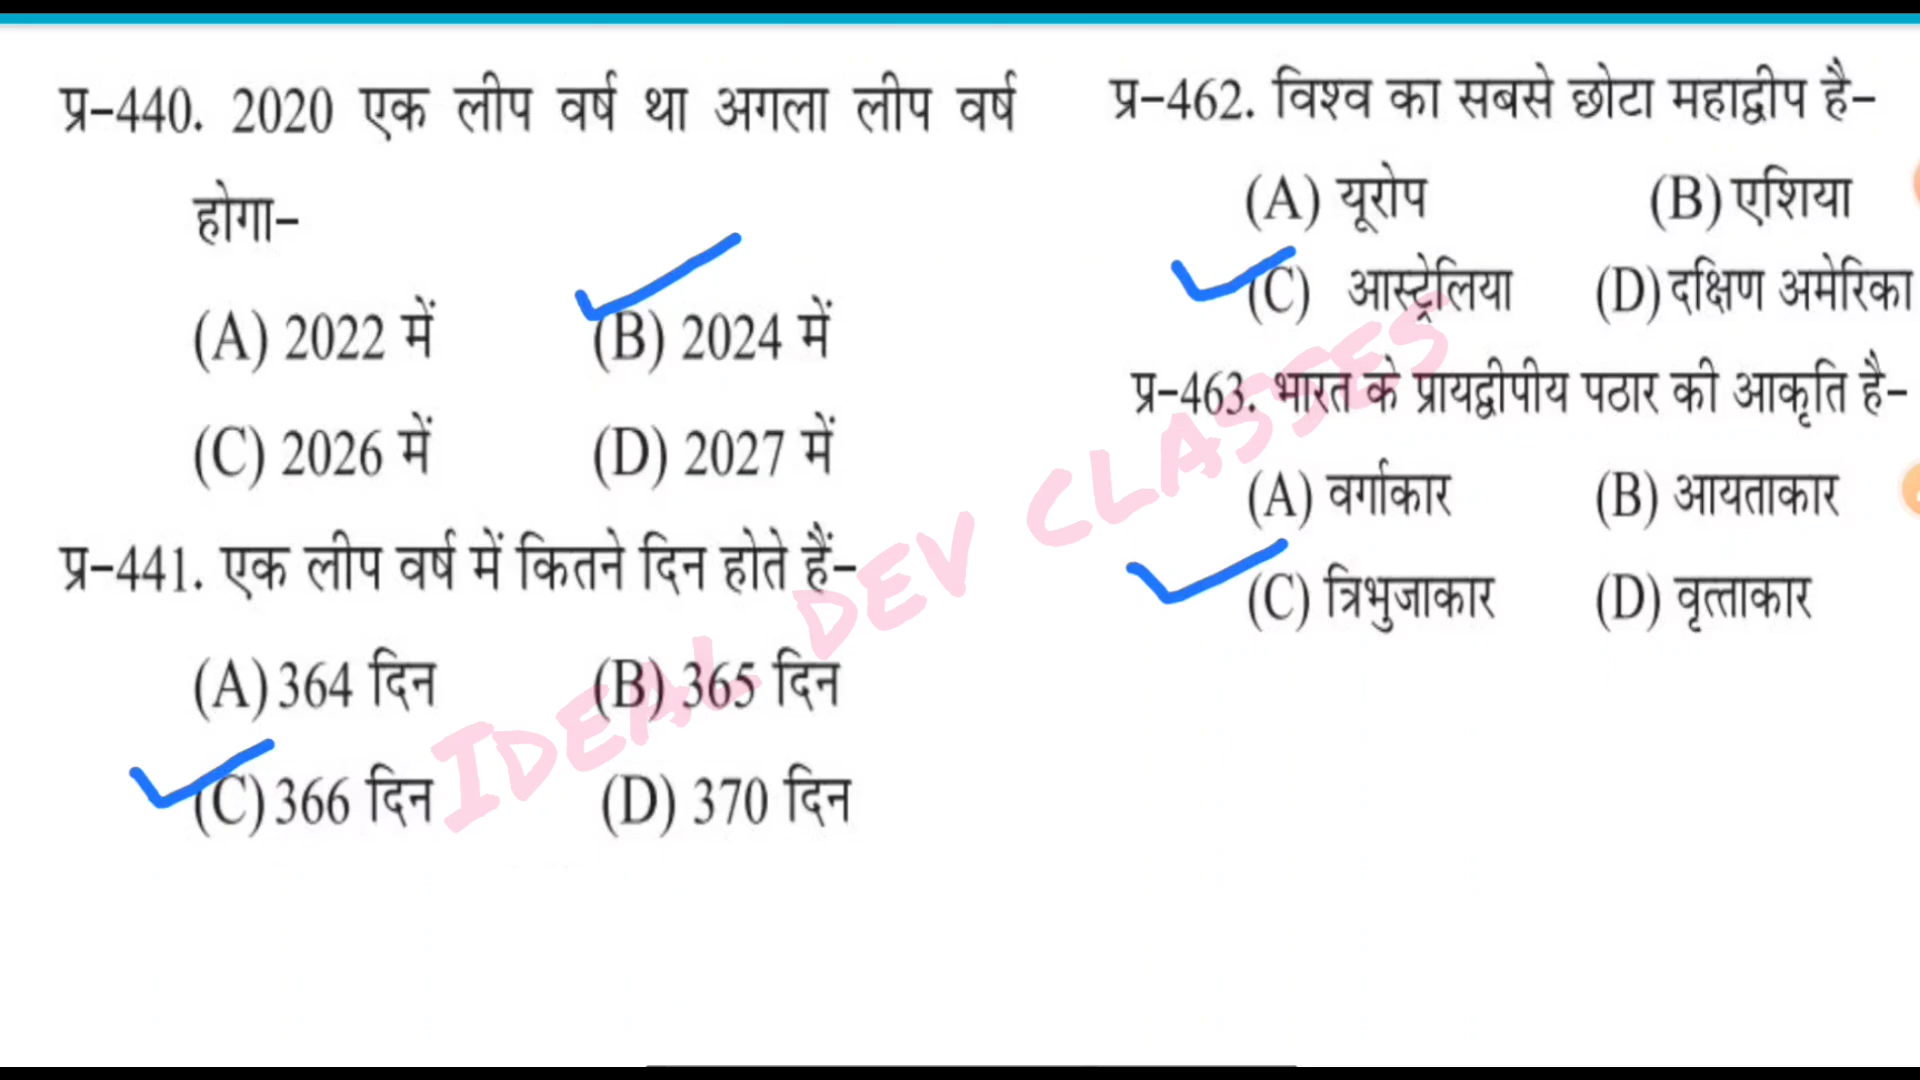 प्र-440. 2020 एक लीप वर्ष था अगला लीप वर्ष
होगा-
(A) 2022 में (B) 2024 में
(C) 2026 में (D) 2027 में
प्र-441. एक लीप वर्ष में कितने दिन होते हैं-
(A) 364 दिन (B) 365 दिन
(C) 366 दिन (D) 370 दिन
प्र-462. विश्व का सबसे छोटा महाद्वीप है-
(A) यूरोप (B) एशिया
(C) आस्ट्रेलिया (D) दक्षिण अमेरिका
प्र-463. भारत के प्रायद्वीपीय पठार की आकृति है-
(A) वर्गाकार (B) आयताकार
(C) त्रिभुजाकार (D) वृत्ताकार
IDEAL DEV CLASSES